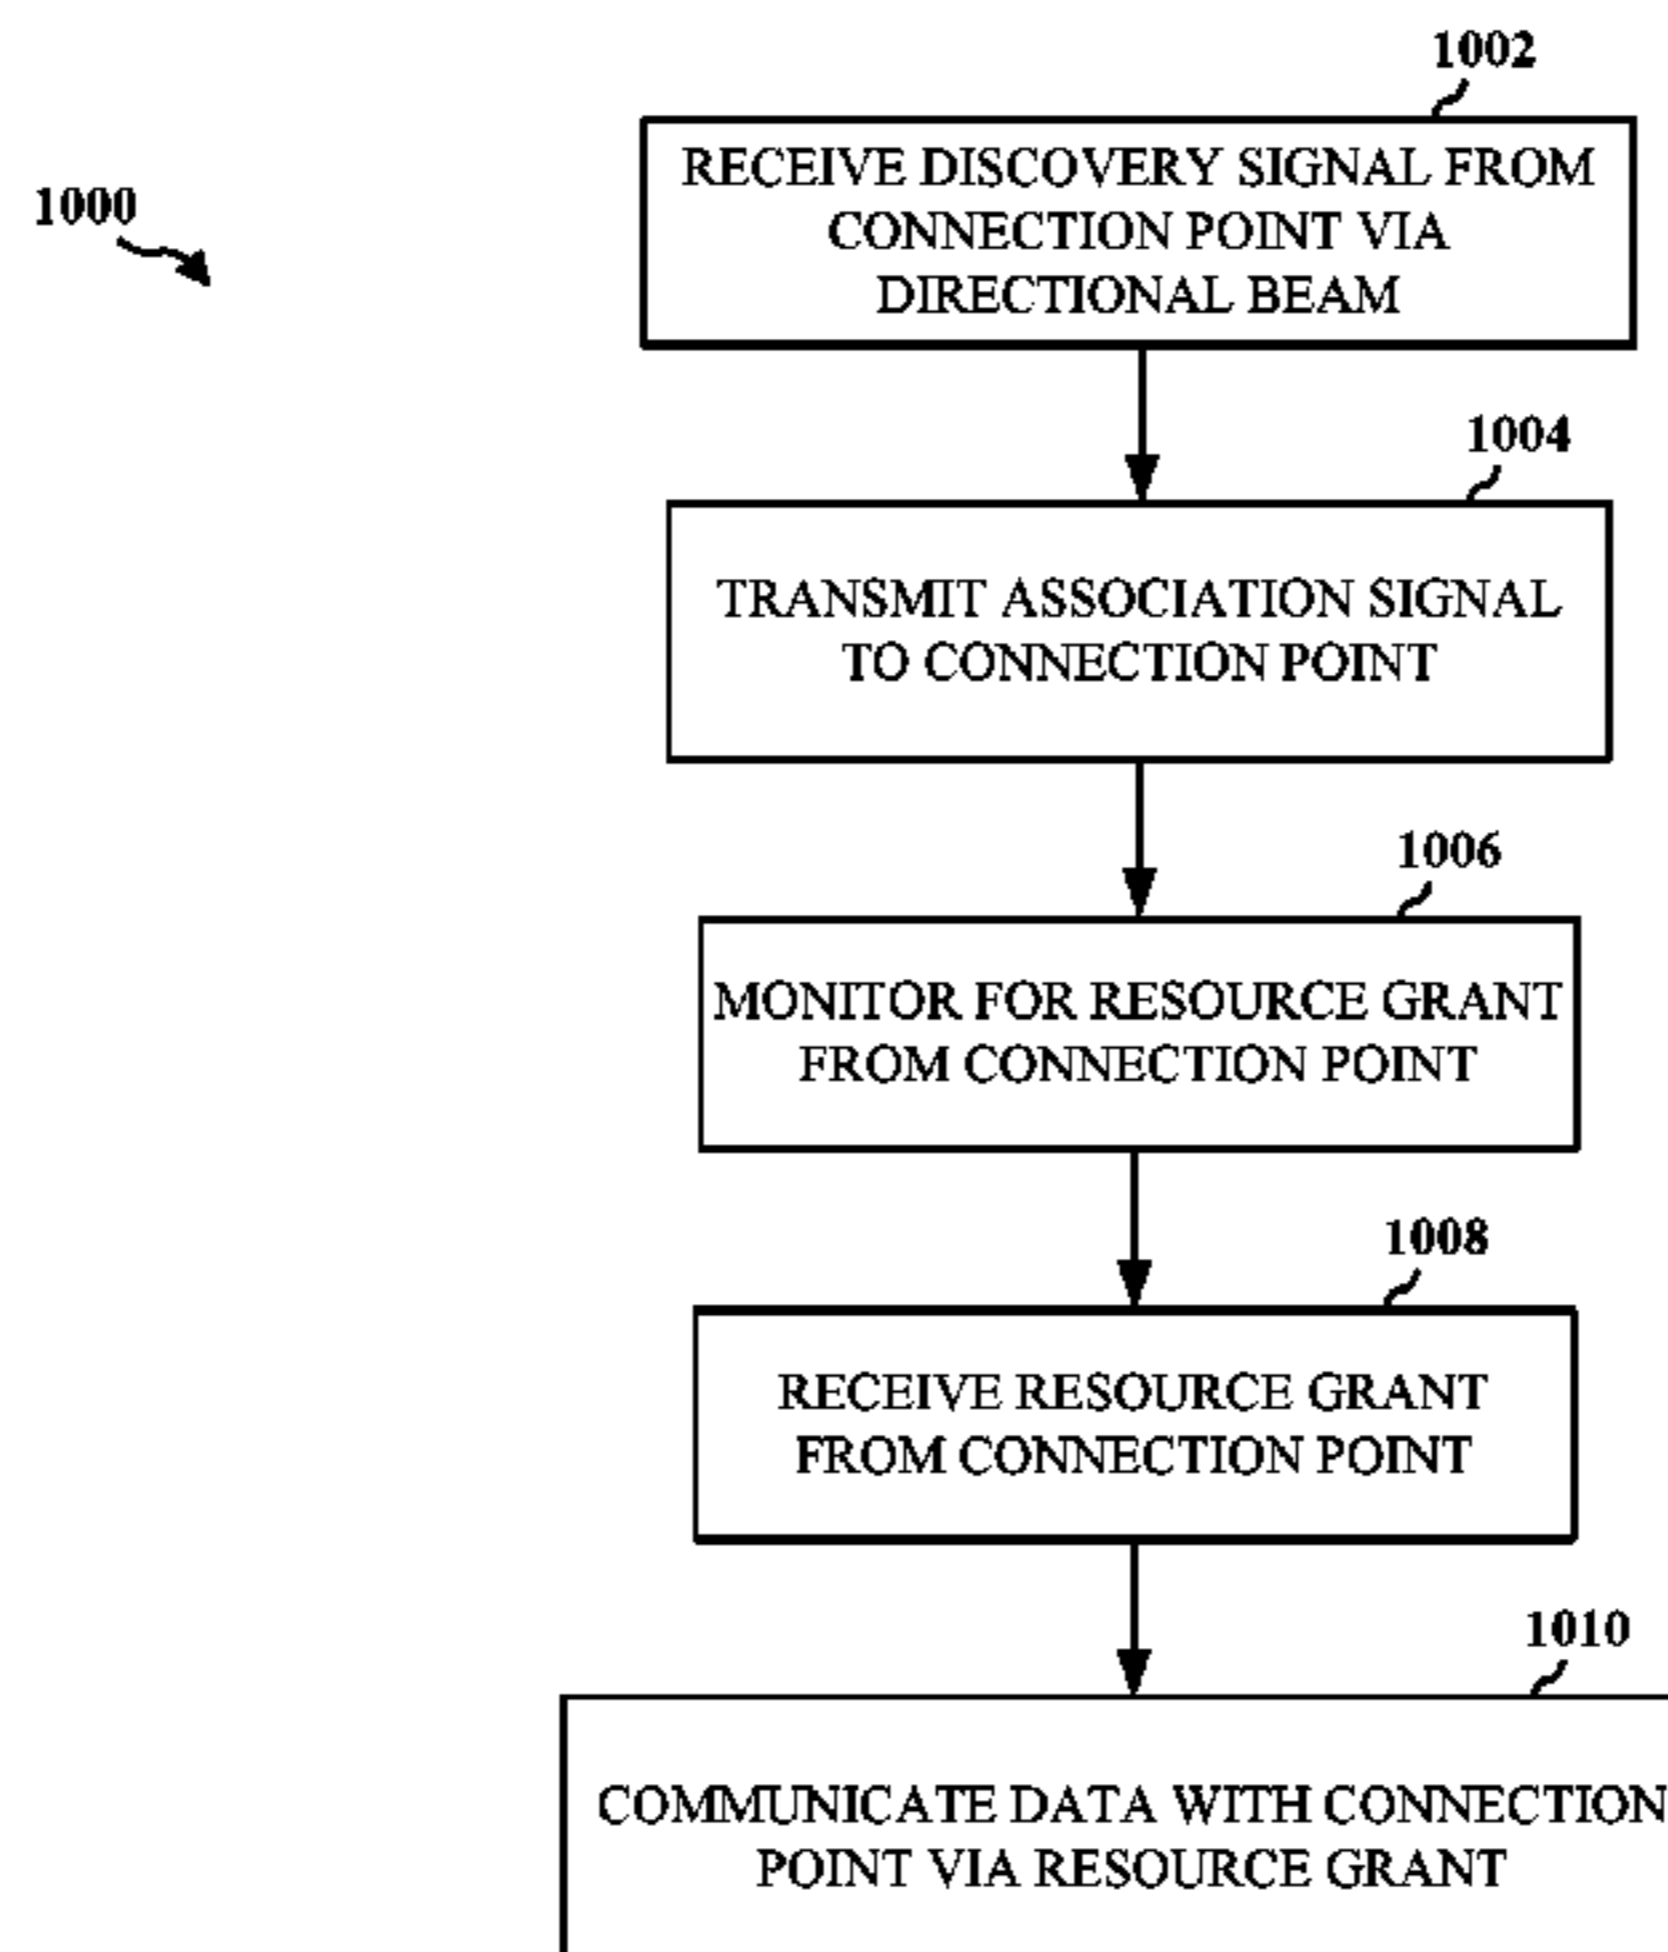 1002
1000
RECEIVE DISCOVERY SIGNAL FROM
CONNECTION POINT VIA
DIRECTIONAL BEAM
1004
TRANSMIT ASSOCIATION SIGNAL
TO CONNECTION POINT
1006
MONITOR FOR RESOURCE GRANT
FROM CONNECTION POINT
1008
RECEIVE RESOURCE GRANT
FROM CONNECTION POINT
1010
COMMUNICATE DATA WITH CONNECTION
POINT VIA RESOURCE GRANT